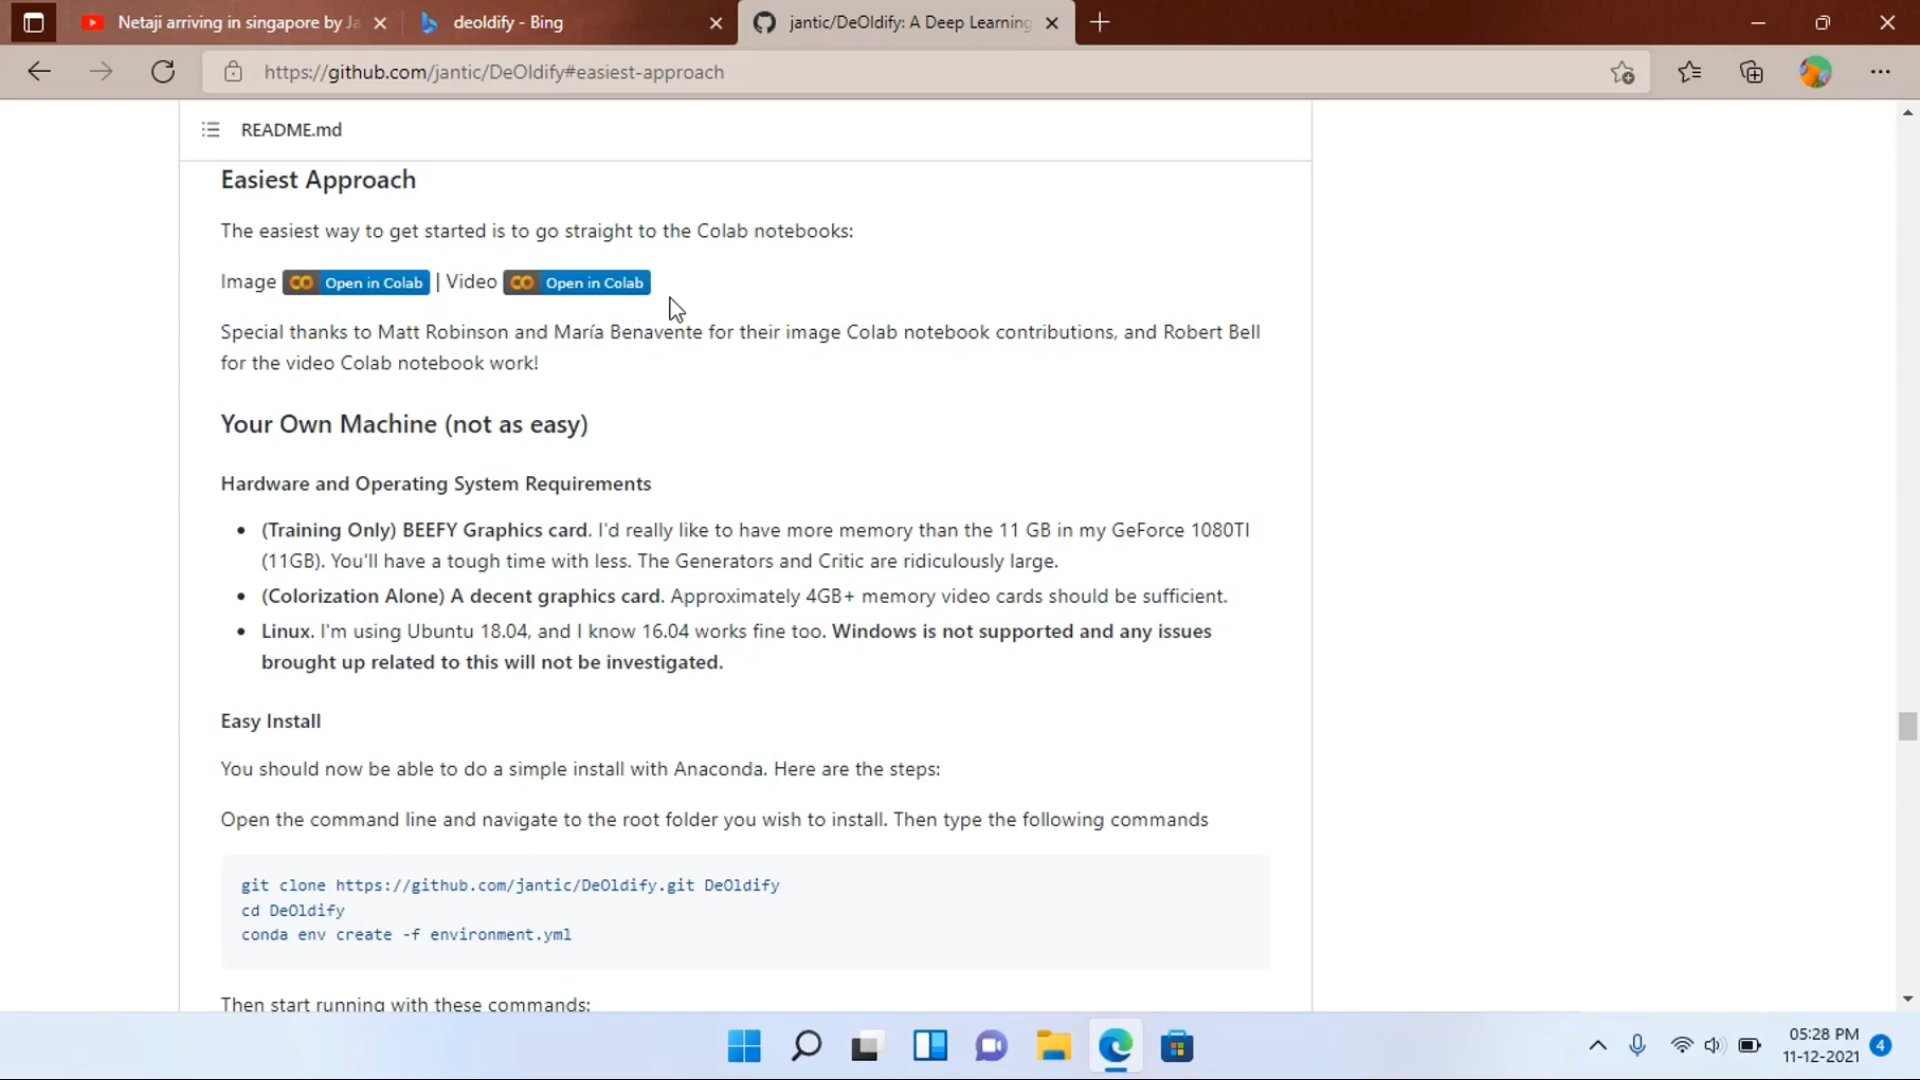 Netaji arriving in singapore by Ja
deoldify - Bing
jantic/DeOldify: A Deep Learning
https://github.com/jantic/DeOldify#easiest-approach
README.md
Easiest Approach
The easiest way to get started is to go straight to the Colab notebooks:
Image CO Open in Colab | Video CO Open in Colab
Special thanks to Matt Robinson and María Benavente for their image Colab notebook contributions, and Robert Bell
for the video Colab notebook work!
Your Own Machine (not as easy)
Hardware and Operating System Requirements
• (Training Only) BEEFY Graphics card. I'd really like to have more memory than the 11 GB in my GeForce 1080TI
(11GB). You'll have a tough time with less. The Generators and Critic are ridiculously large.
• (Colorization Alone) A decent graphics card. Approximately 4GB+ memory video cards should be sufficient.
• Linux. I'm using Ubuntu 18.04, and I know 16.04 works fine too. Windows is not supported and any issues
brought up related to this will not be investigated.
Easy Install
You should now be able to do a simple install with Anaconda. Here are the steps:
Open the command line and navigate to the root folder you wish to install. Then type the following commands
git clone https://github.com/jantic/DeOldify.git DeOldify
cd DeOldify
conda env create -f environment.yml
Then start running with these commands:
05:28 PM
11-12-2021
4